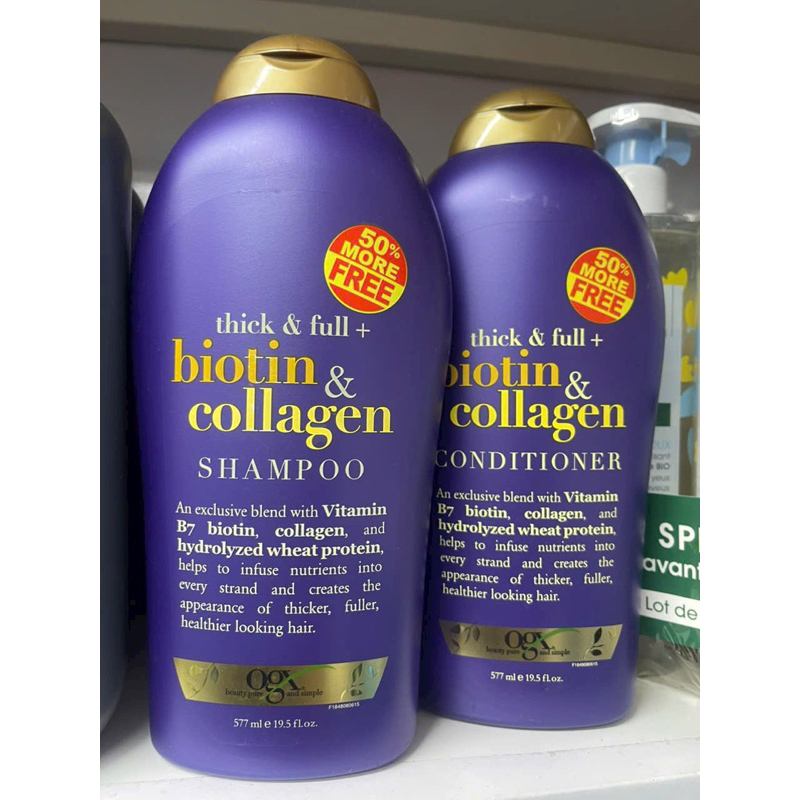 50%
MORE
FREE
thick & full +
biotin &
collagen
SHAMPOO
An exclusive blend with Vitamin
B7 biotin, collagen, and
hydrolyzed wheat protein,
helps to infuse nutrients into
every strand and creates the
appearance of thicker, fuller,
healthier looking hair.
ogx
beauty pure and simple
577 ml e 19.5 fl.oz.
50%
MORE
FREE
thick & full +
biotin &
collagen
CONDITIONER
An exclusive blend with Vitamin
B7 biotin, collagen, and
hydrolyzed wheat protein,
helps to infuse nutrients into
every strand and creates the
appearance of thicker, fuller,
healthier looking hair.
ogx
beauty pure and simple
577 ml e 19.5 fl.oz.
BIO
yeux
avant
Lot de